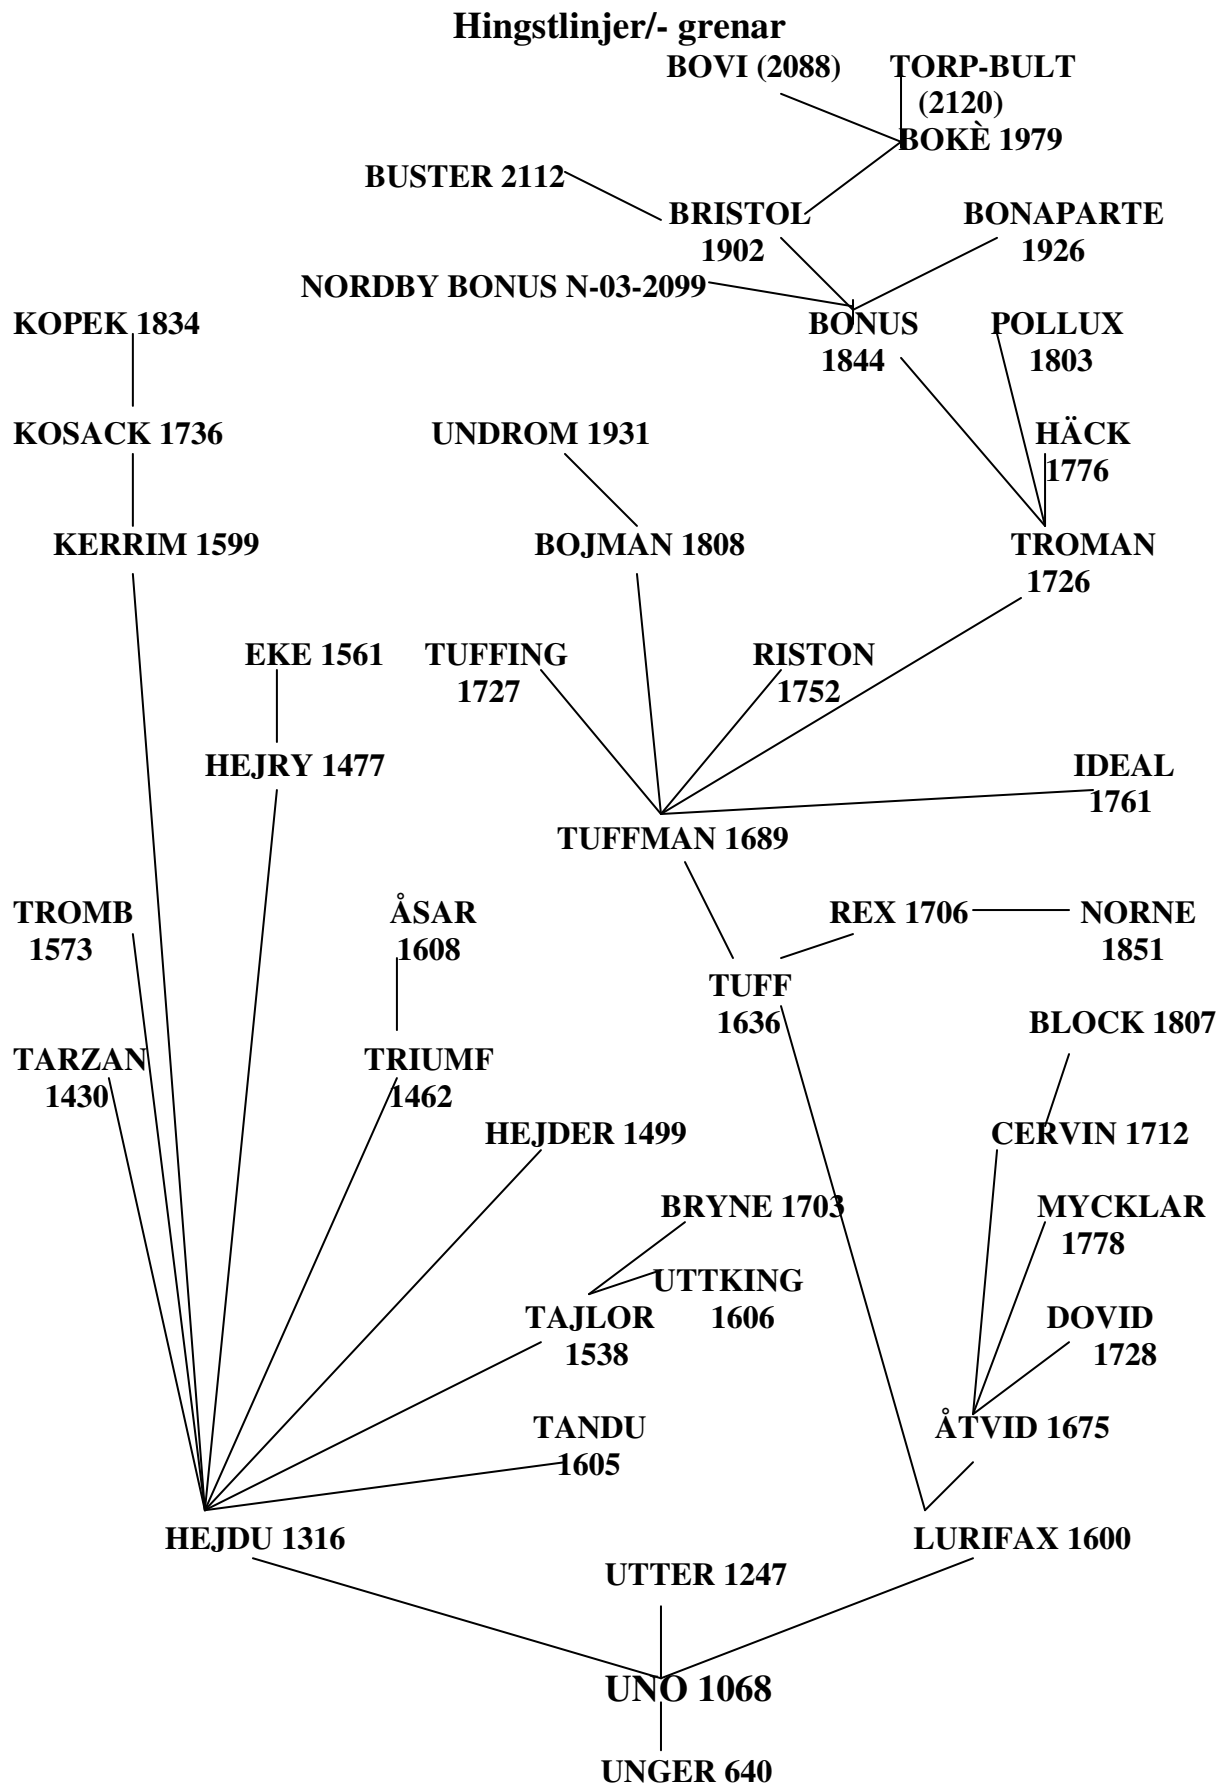 Hingstlinjer/- grenar
BOVI (2088)
TORP-BULT
(2120)
BOKÈ 1979
BUSTER 2112
BRISTOL
1902
BONAPARTE
1926
NORDBY BONUS N-03-2099
KOPEK 1834
BONUS
1844
POLLUX
1803
KOSACK 1736
UNDROM 1931
HÄCK
1776
KERRIM 1599
BOJMAN 1808
TROMAN
1726
EKE 1561
TUFFING
1727
RISTON
1752
HEJRY 1477
IDEAL
1761
TUFFMAN 1689
TROMB
1573
ÅSAR
1608
REX 1706
NORNE
1851
TUFF
1636
BLOCK 1807
TARZAN
1430
TRIUMF
1462
HEJDER 1499
CERVIN 1712
BRYNE 1703
MYCKLAR
1778
UTTKING
1606
TAJLOR
1538
DOVID
1728
TANDU
1605
ÅTVID 1675
HEJDU 1316
LURIFAX 1600
UTTER 1247
UNO 1068
UNGER 640